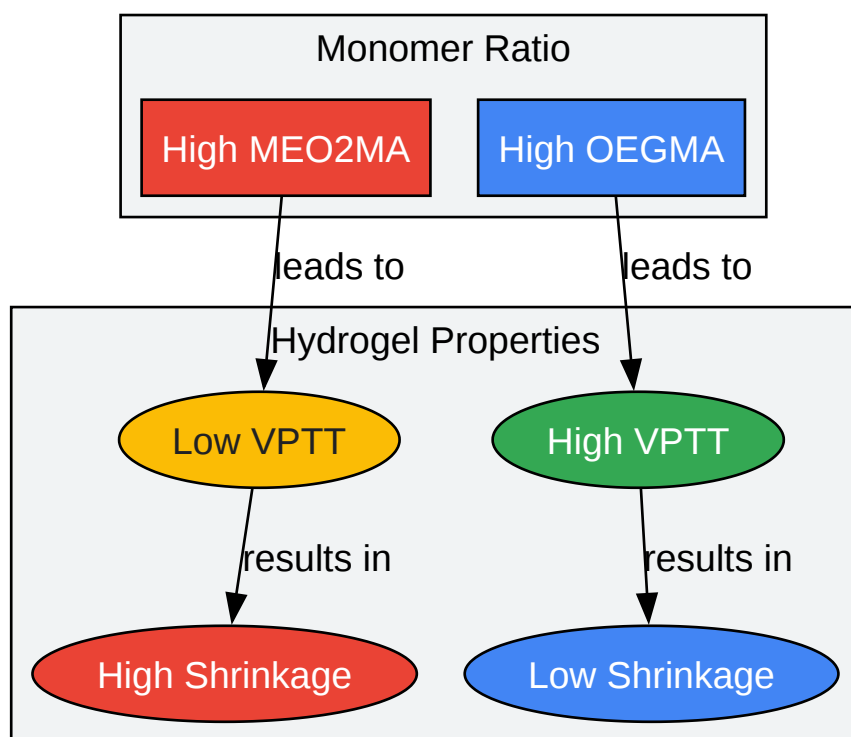 Monomer Ratio
High MEO2MA
High OEGMA
leads to
leads to
Hydrogel Properties
Low VPTT
High VPTT
results in
results in
High Shrinkage
Low Shrinkage